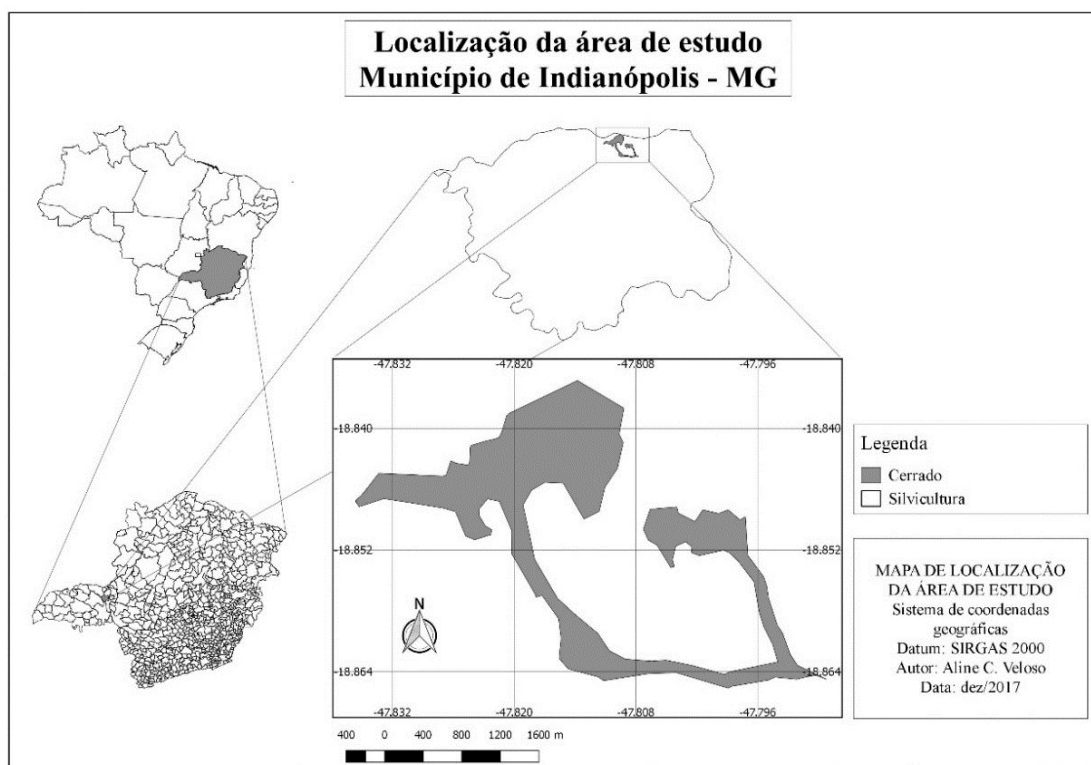 Localização da área de estudo
Município de Indianópolis - MG
-47.832 -47.820 -47.808 -47.796
-18.840 -18.840
-18.852 -18.852
N
-18.864 -18.864
-47.832 -47.820 -47.808 -47.796
400 0 400 800 1200 1600 m
Legenda
Cerrado
Silvicultura
MAPA DE LOCALIZAÇÃO
DA ÁREA DE ESTUDO
Sistema de coordenadas
geográficas
Datum: SIRGAS 2000
Autor: Aline C. Veloso
Data: dez/2017